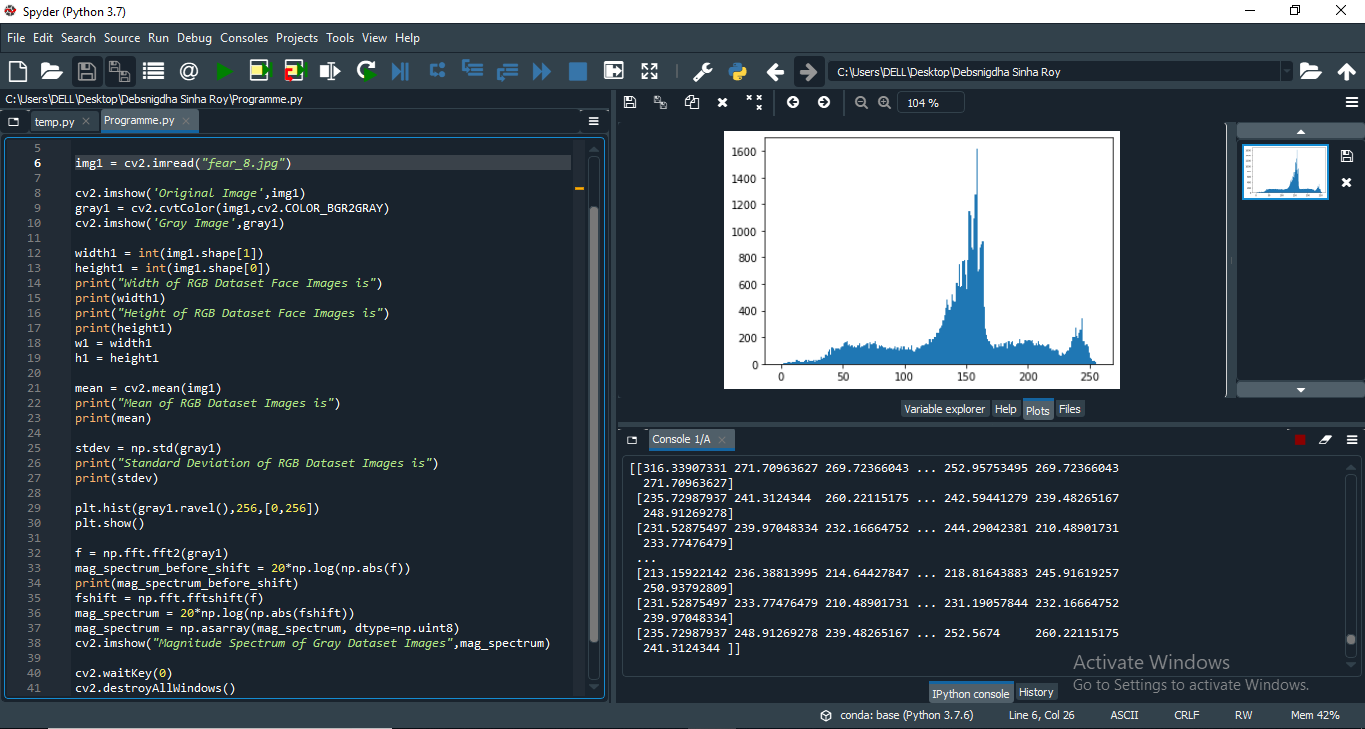 Spyder (Python 3.7)
File Edit Search Source Run Debug Consoles Projects Tools View Help
C:\Users\DELL\Desktop\Debsnigdha Sinha Roy
C:\Users\DELL\Desktop\Debsnigdha Sinha Roy\Programme.py
temp.py Programme.py
5
6 img1 = cv2.imread("fear_8.jpg")
7
8 cv2.imshow('Original Image',img1)
9 gray1 = cv2.cvtColor(img1,cv2.COLOR_BGR2GRAY)
10 cv2.imshow('Gray Image',gray1)
11
12 width1 = int(img1.shape[1])
13 height1 = int(img1.shape[0])
14 print("Width of RGB Dataset Face Images is")
15 print(width1)
16 print("Height of RGB Dataset Face Images is")
17 print(height1)
18 w1 = width1
19 h1 = height1
20
21 mean = cv2.mean(img1)
22 print("Mean of RGB Dataset Images is")
23 print(mean)
24
25 stdev = np.std(gray1)
26 print("Standard Deviation of RGB Dataset Images is")
27 print(stdev)
28
29 plt.hist(gray1.ravel(),256,[0,256])
30 plt.show()
31
32 f = np.fft.fft2(gray1)
33 mag_spectrum_before_shift = 20*np.log(np.abs(f))
34 print(mag_spectrum_before_shift)
35 fshift = np.fft.fftshift(f)
36 mag_spectrum = 20*np.log(np.abs(fshift))
37 mag_spectrum = np.asarray(mag_spectrum, dtype=np.uint8)
38 cv2.imshow("Magnitude Spectrum of Gray Dataset Images",mag_spectrum)
39
40 cv2.waitKey(0)
41 cv2.destroyAllWindows()
104 %
1600
1400
1200
1000
800
600
400
200
0
0 50 100 150 200 250
Variable explorer Help Plots Files
Console 1/A
[[316.33907331 271.70963627 269.72366043 ... 252.95753495 269.72366043
271.70963627]
[235.72987937 241.3124344 260.22115175 ... 242.59441279 239.48265167
248.91269278]
[231.52875497 239.97048334 232.16664752 ... 244.29042381 210.48901731
233.77476479]
...
[213.15922142 236.38813995 214.64427847 ... 218.81643883 245.91619257
250.93792809]
[231.52875497 233.77476479 210.48901731 ... 231.19057844 232.16664752
239.97048334]
[235.72987937 248.91269278 239.48265167 ... 252.5674 260.22115175
241.3124344 ]]
Activate Windows
Go to Settings to activate Windows.
IPython console History
conda: base (Python 3.7.6) Line 6, Col 26 ASCII CRLF RW Mem 42%